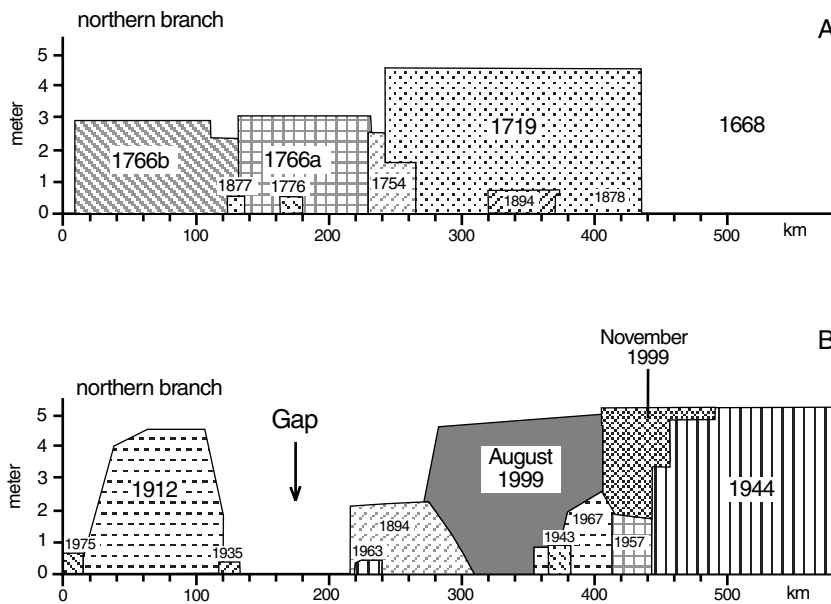 northern branch
A
5
4
3
2
1
0
meter
1766b
1877
1766a
1776
1754
1719
1894
1878
1668
0 100 200 300 400 500 km
B
November
1999
northern branch
5
4
3
2
1
0
meter
Gap
1975
1912
1935
1894
1963
August
1999
1943
1967
1957
1944
0 100 200 300 400 500 km